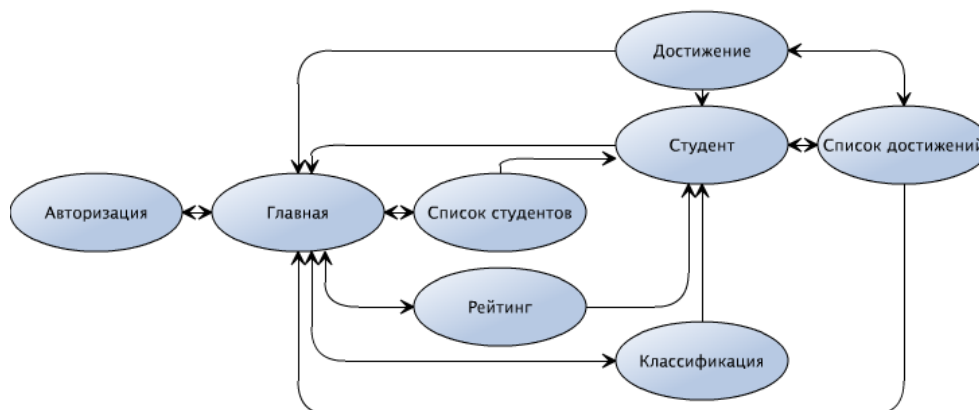 Достижение
Студент
Список достижений
Авторизация
Главная
Список студентов
Рейтинг
Классификация